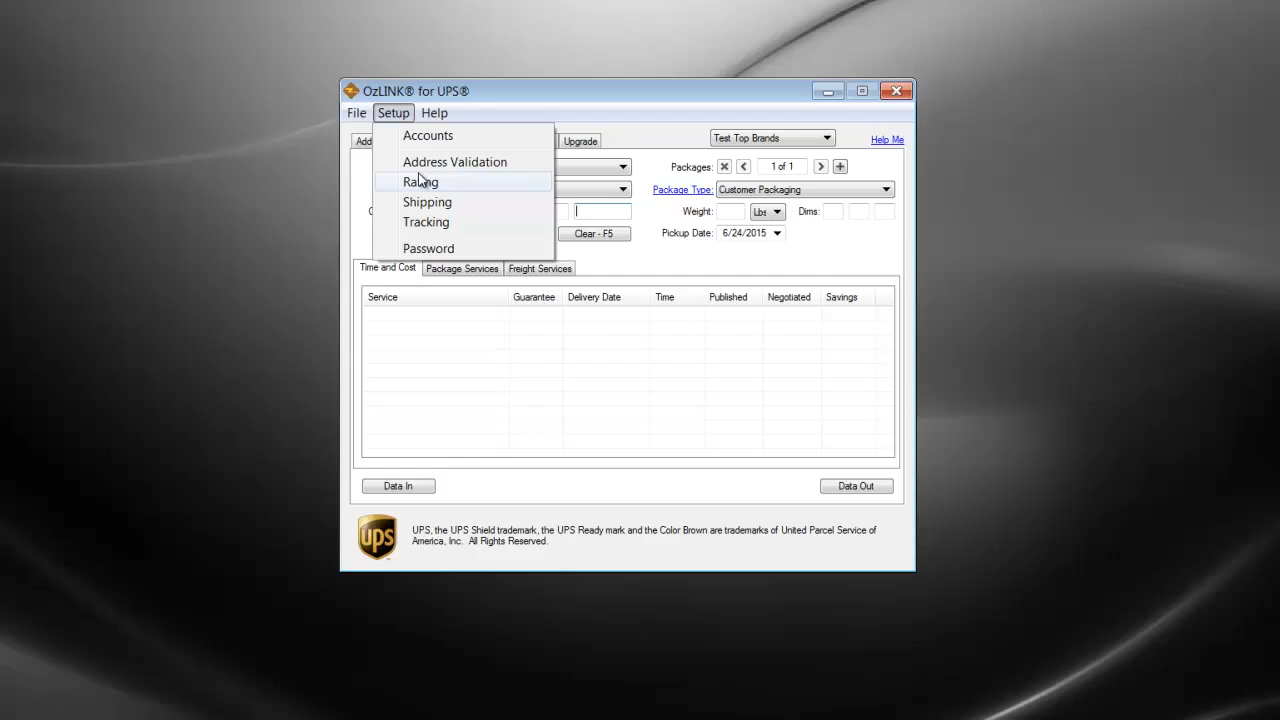 OzLINK® for UPS®
File Setup Help
Accounts
Address Validation
Rating
Shipping
Tracking
Password
Add
Upgrade
Test Top Brands
Help Me
Packages: 1 of 1
Package Type: Customer Packaging
Weight: Lbs Dims:
Clear - F5
Pickup Date: 6/24/2015
Time and Cost Package Services Freight Services
Service Guarantee Delivery Date Time Published Negotiated Savings
Data In Data Out
ups
UPS, the UPS Shield trademark, the UPS Ready mark and the Color Brown are trademarks of United Parcel Service of
America, Inc. All Rights Reserved.